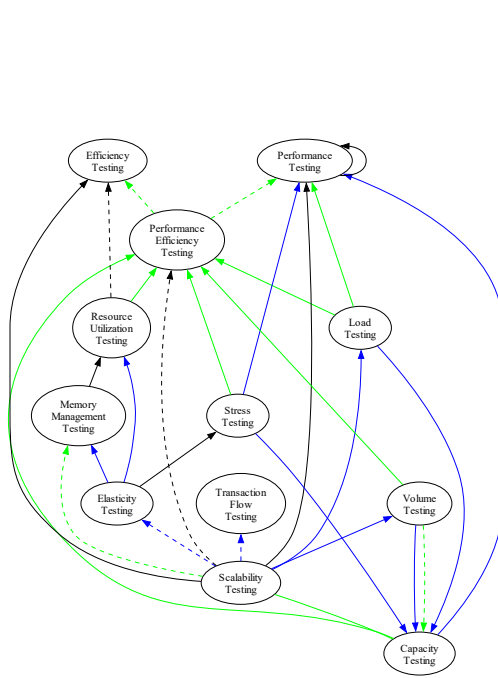 Efficiency
Testing
Performance
Testing
Performance
Efficiency
Testing
Resource
Utilization
Testing
Load
Testing
Memory
Management
Testing
Stress
Testing
Elasticity
Testing
Transaction
Flow
Testing
Volume
Testing
Scalability
Testing
Capacity
Testing